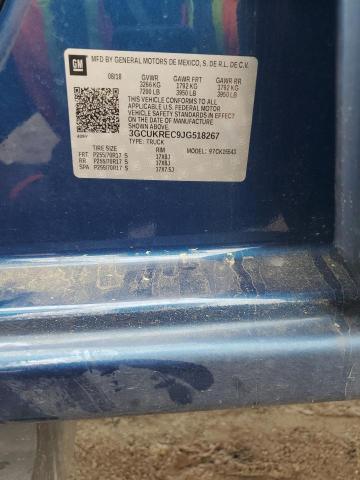 GM
MFD BY GENERAL MOTORS DE MEXICO, S. DE R.L. DE C.V.
08/18 GVWR GAWR FRT GAWR RR
3266 KG 1792 KG 1792 KG
7200 LB 3950 LB 3950 LB
THIS VEHICLE CONFORMS TO ALL
APPLICABLE U.S. FEDERAL MOTOR
VEHICLE SAFETY STANDARDS IN
EFFECT ON THE DATE OF
MANUFACTURE SHOWN ABOVE.
3GCUKREC9JG518267
TYPE: TRUCK
TIRE SIZE RIM MODEL:
FRT P255/70R17 S 17X8J
RR P255/70R17 S 17X8J
SPA P255/70R17 S 17X7.5J